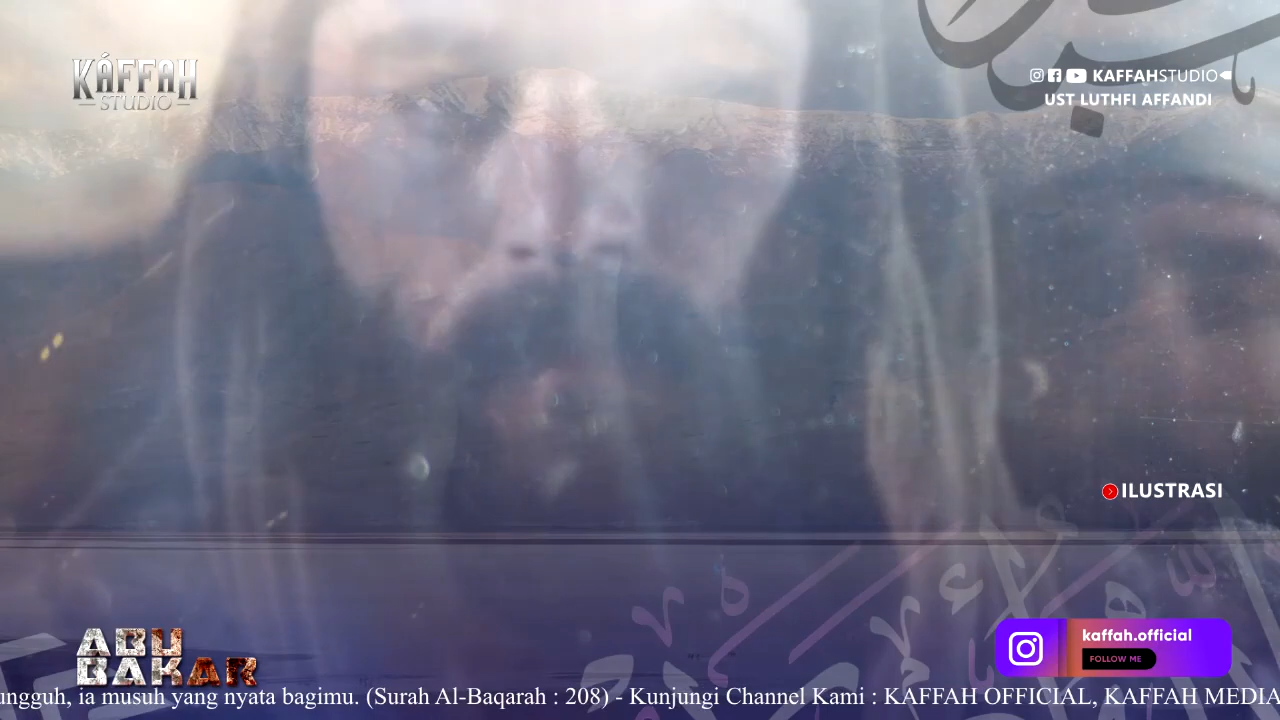 KÁFFAH
STUDIO
KAFFAHSTUDIO
UST LUTHFI AFFANDI
ILUSTRASI
kaffah.official
FOLLOW ME
ABU
BAKAR
ungguh, ia musuh yang nyata bagimu. (Surah Al-Baqarah : 208) - Kunjungi Channel Kami : KAFFAH OFFICIAL, KAFFAH MEDIA